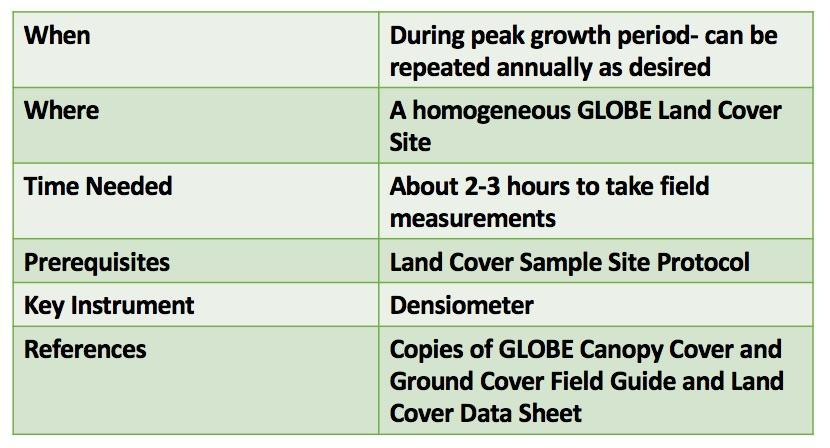 When
During peak growth period- can be
repeated annually as desired
Where
A homogeneous GLOBE Land Cover
Site
Time Needed
About 2-3 hours to take field
measurements
Prerequisites
Land Cover Sample Site Protocol
Key Instrument
Densiometer
References
Copies of GLOBE Canopy Cover and
Ground Cover Field Guide and Land
Cover Data Sheet